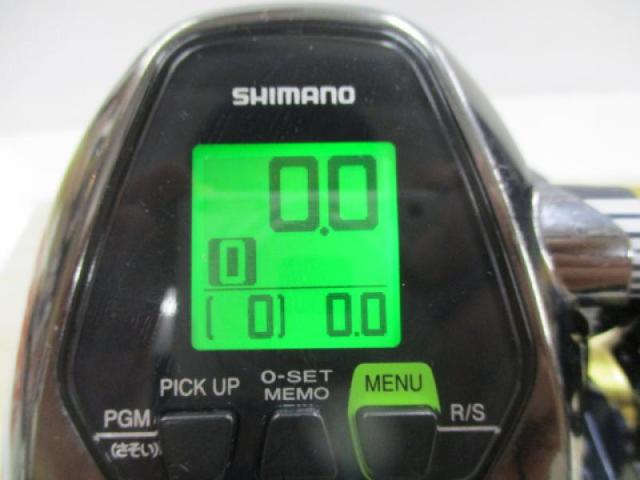 SHIMANO
0.0
0
( 0) 0.0
PICK UP
0-SET
MEMO
MENU
PGM
(さそい)
R/S